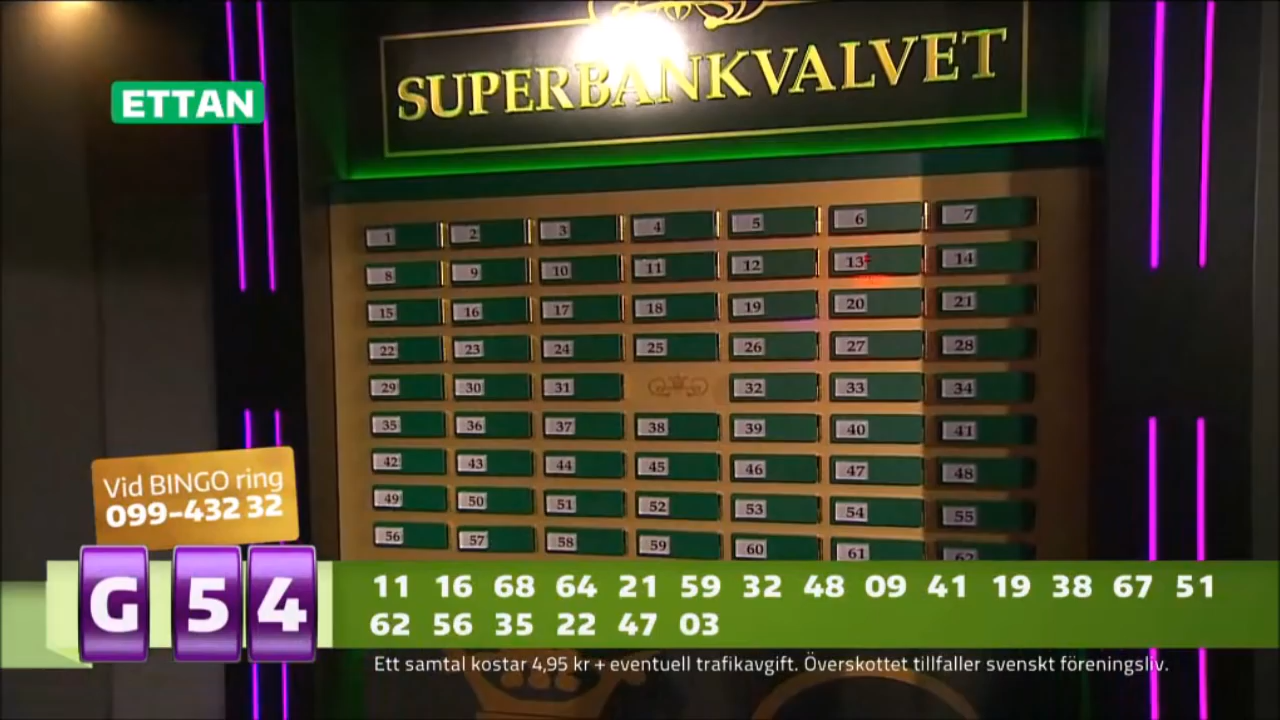 SUPERBANKVALVET
ETTAN
1 2 3 4 5 6 7
8 9 10 11 12 13 14
15 16 17 18 19 20 21
22 23 24 25 26 27 28
29 30 31 32 33 34
35 36 37 38 39 40 41
42 43 44 45 46 47 48
49 50 51 52 53 54 55
56 57 58 59 60 61 62
Vid BINGO ring
099-432 32
G 54
11 16 68 64 21 59 32 48 09 41 19 38 67 51
62 56 35 22 47 03
Ett samtal kostar 4,95 kr + eventuell trafikavgift. Överskottet tillfaller svenskt föreningsliv.